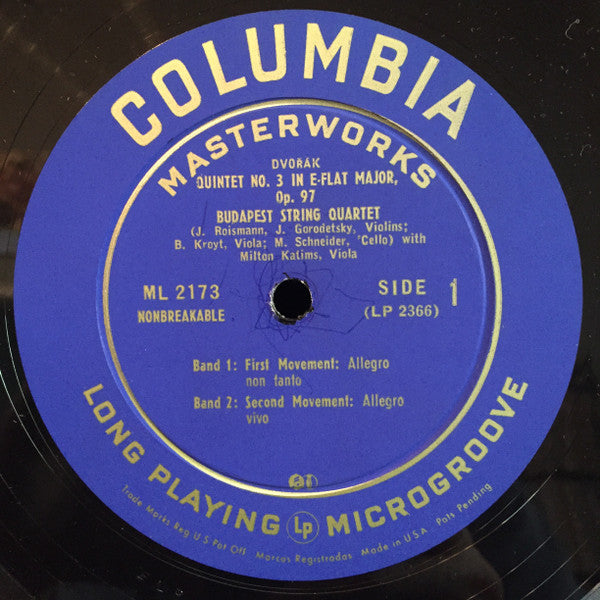 COLUMBIA
MASTERWORKS
DVOŘÁK
QUINTET NO. 3 IN E-FLAT MAJOR,
Op. 97
BUDAPEST STRING QUARTET
(J. Roismann, J. Gorodetsky, Violins;
B. Kroyt, Viola; M. Schneider, 'Cello) with
Milton Katims, Viola
ML 2173
NONBREAKABLE
SIDE 1
(LP 2366)
Band 1: First Movement: Allegro
non tanto
Band 2: Second Movement: Allegro
vivo
LONG PLAYING Lp MICROGROOVE
Trade Marks Reg U S Pat Off Marcas Registradas Made in U.S.A Pats Pending